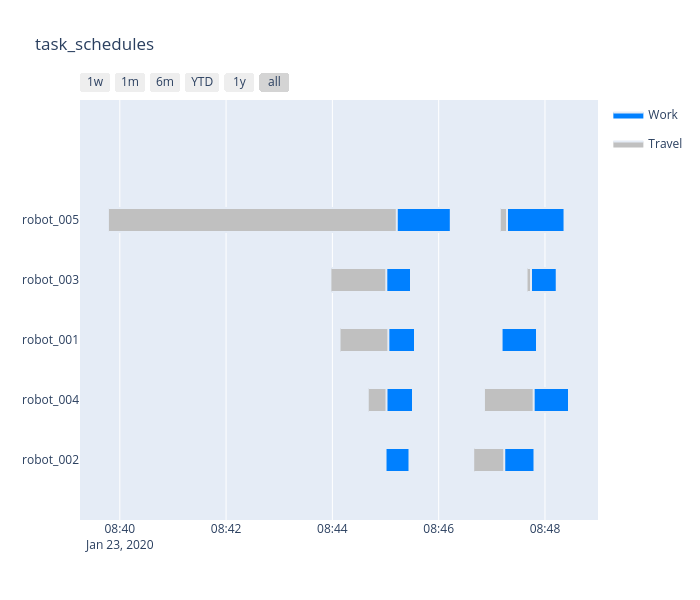 task_schedules
1w 1m 6m YTD 1y all
Work
Travel
robot_005
robot_003
robot_001
robot_004
robot_002
08:40 08:42 08:44 08:46 08:48
Jan 23, 2020